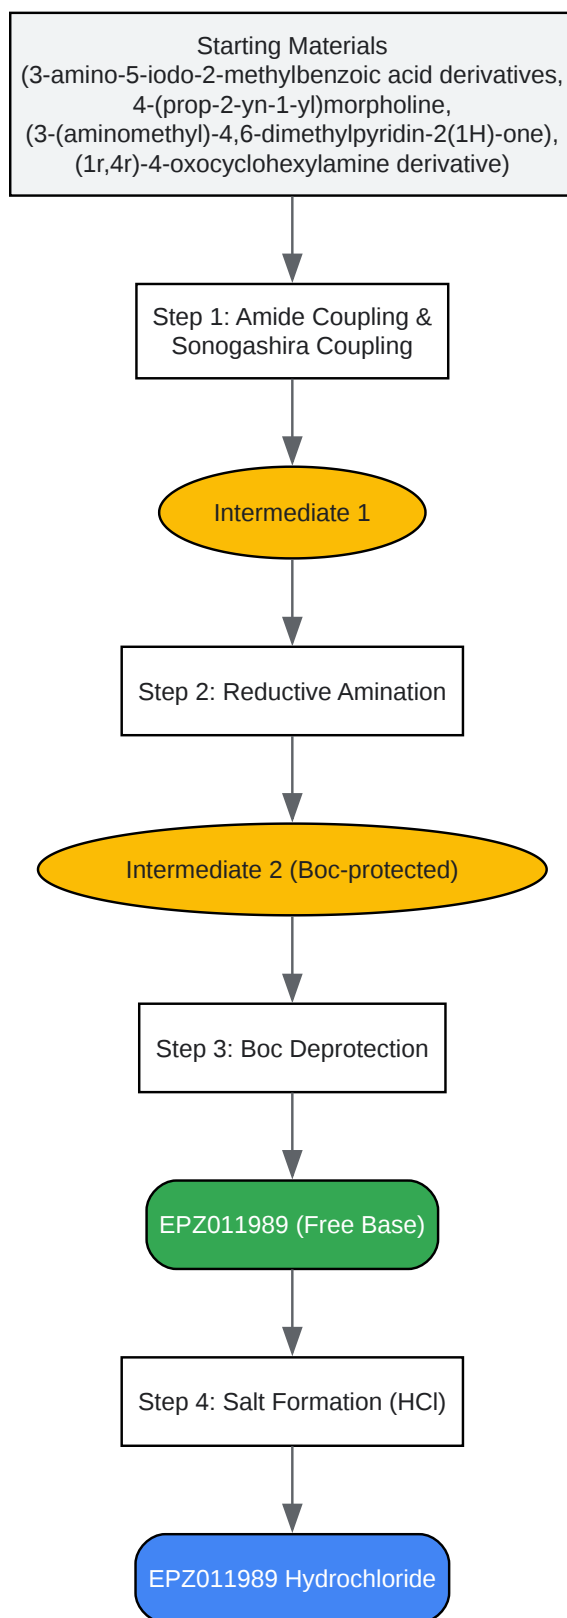 Starting Materials
(3-amino-5-iodo-2-methylbenzoic acid derivatives,
4-(prop-2-yn-1-yl)morpholine,
(3-(aminomethyl)-4,6-dimethylpyridin-2(1H)-one),
(1r,4r)-4-oxocyclohexylamine derivative)
Step 1: Amide Coupling &
Sonogashira Coupling
Intermediate 1
Step 2: Reductive Amination
Intermediate 2 (Boc-protected)
Step 3: Boc Deprotection
EPZ011989 (Free Base)
Step 4: Salt Formation (HCl)
EPZ011989 Hydrochloride